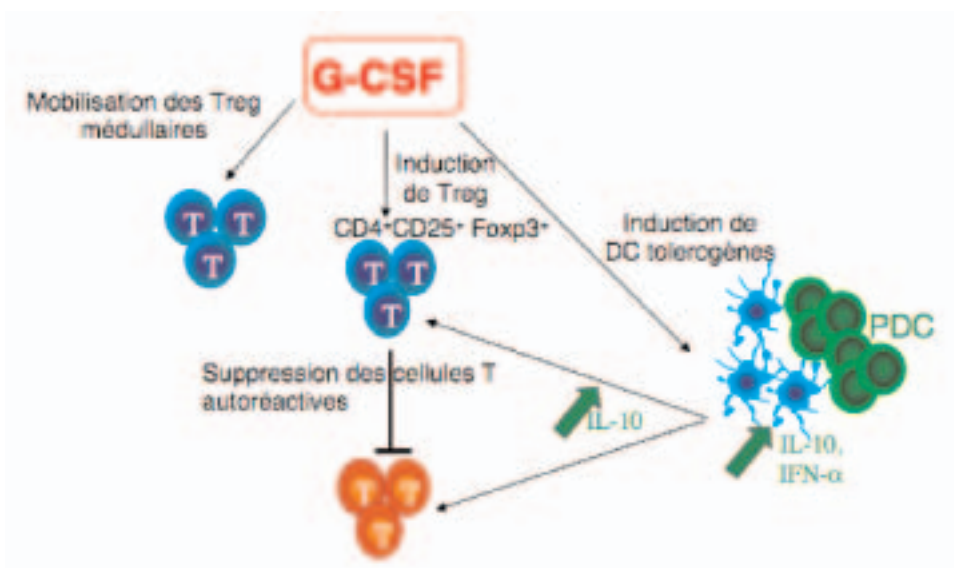 G-CSF
Mobilisation des Treg
médullaires
Induction
de Treg
CD4+CD25+ Foxp3+
Induction de
DC tolerogènes
T
T
T
T
T
T
PDC
Suppression des cellules T
autoréactives
IL-10
IL-10,
IFN-α
T
T
T